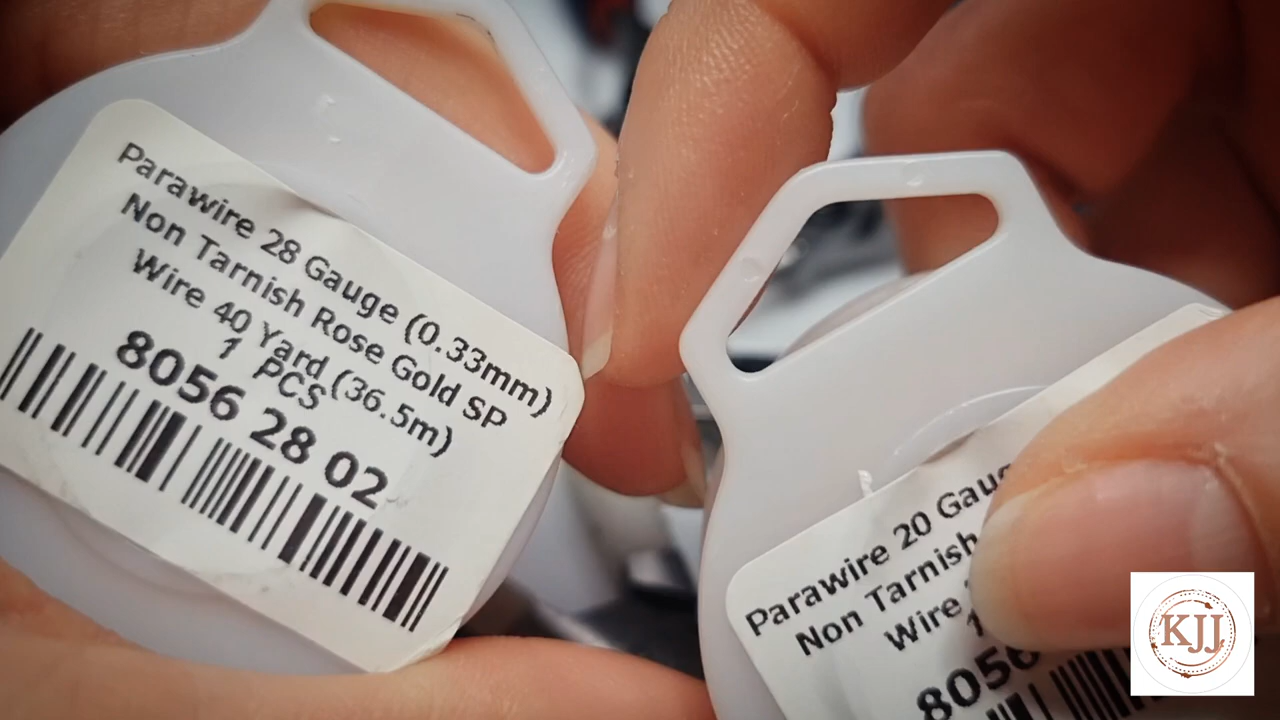 Parawire 28 Gauge (0.33mm)
Non Tarnish Rose Gold SP
Wire 40 Yard (36.5m)
1 PCS
8056 28 02
Parawire 20
Non Tarnish
Wire
8056
KJJ